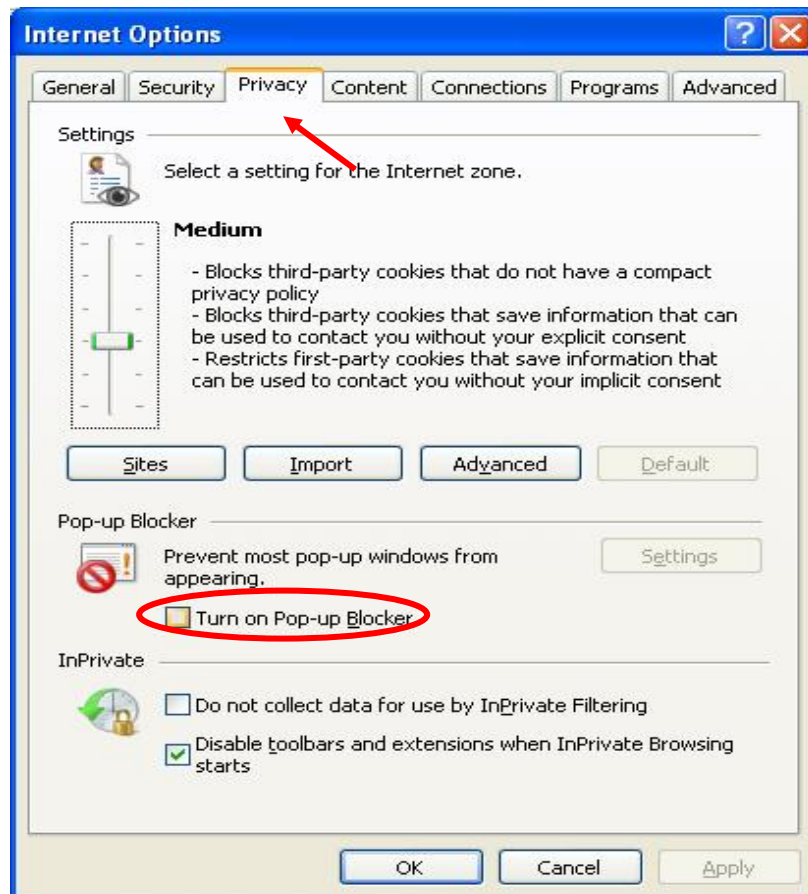 Internet Options
?
General Security Privacy Content Connections Programs Advanced
Settings
Select a setting for the Internet zone.
Medium
- Blocks third-party cookies that do not have a compact
privacy policy
- Blocks third-party cookies that save information that can
be used to contact you without your explicit consent
- Restricts first-party cookies that save information that
can be used to contact you without your implicit consent
Sites Import Advanced Default
Pop-up Blocker
Prevent most pop-up windows from
appearing.
Settings
Turn on Pop-up Blocker
InPrivate
Do not collect data for use by InPrivate Filtering
Disable toolbars and extensions when InPrivate Browsing
starts
OK Cancel Apply